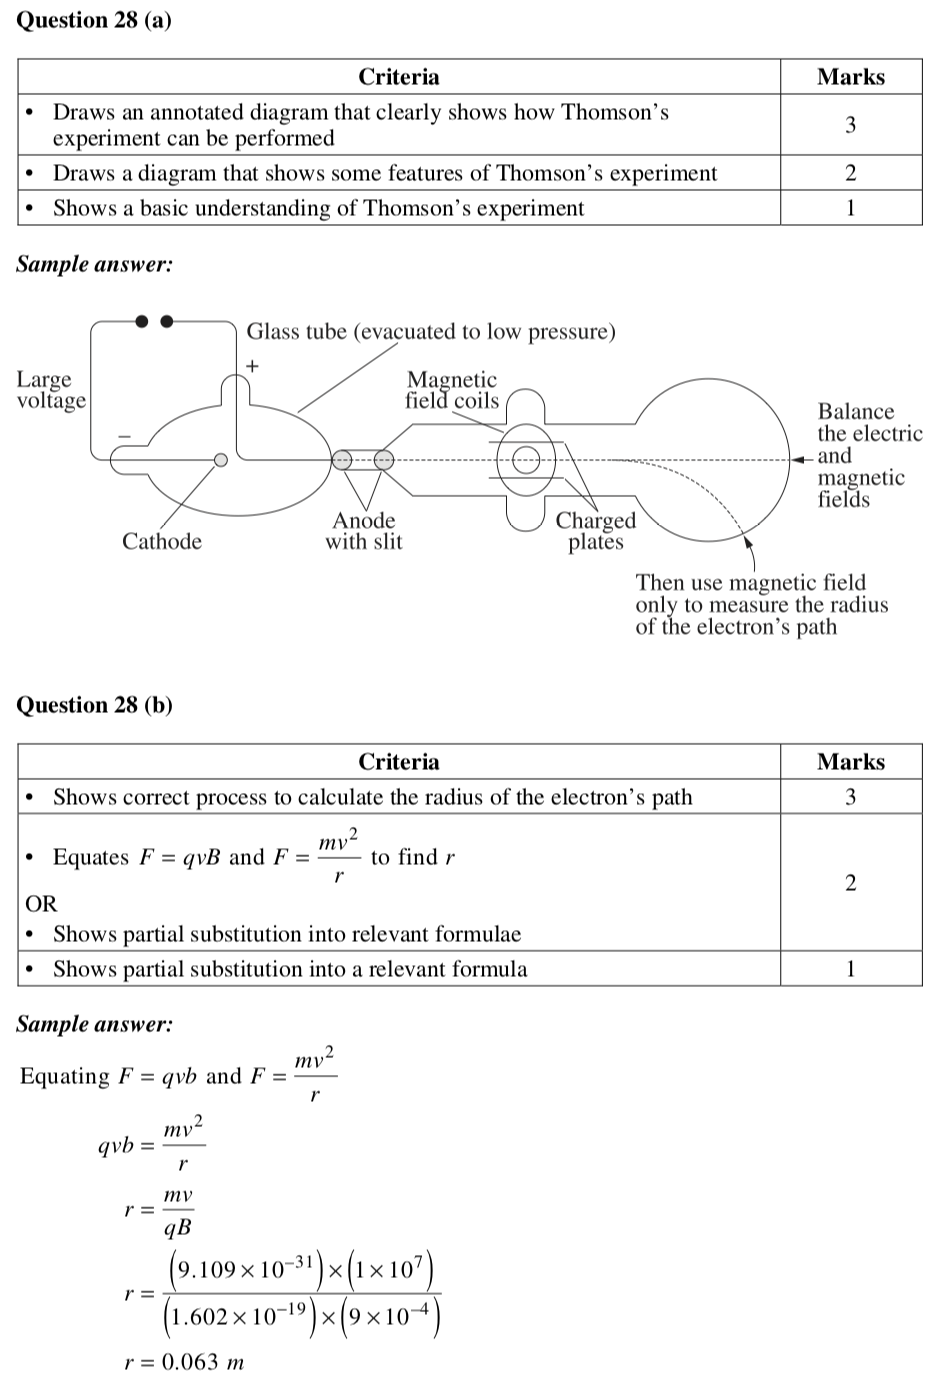 Question 28 (a)
Criteria Marks
• Draws an annotated diagram that clearly shows how Thomson's
experiment can be performed 3
• Draws a diagram that shows some features of Thomson's experiment 2
• Shows a basic understanding of Thomson's experiment 1
Sample answer:
Glass tube (evacuated to low pressure)
+
Large
voltage
–
Magnetic
field coils
Balance
the electric
and
magnetic
fields
Cathode
Anode
with slit
Charged
plates
Then use magnetic field
only to measure the radius
of the electron's path
Question 28 (b)
Criteria Marks
• Shows correct process to calculate the radius of the electron's path 3
• Equates F = qvB and F = mv²/r to find r
OR 2
• Shows partial substitution into relevant formulae
• Shows partial substitution into a relevant formula 1
Sample answer:
Equating F = qvb and F = mv²/r
qvb = mv²/r
r = mv/qB
r = (9.109 × 10⁻³¹) × (1 × 10⁷)/(1.602 × 10⁻¹⁹) × (9 × 10⁻⁴)
r = 0.063 m